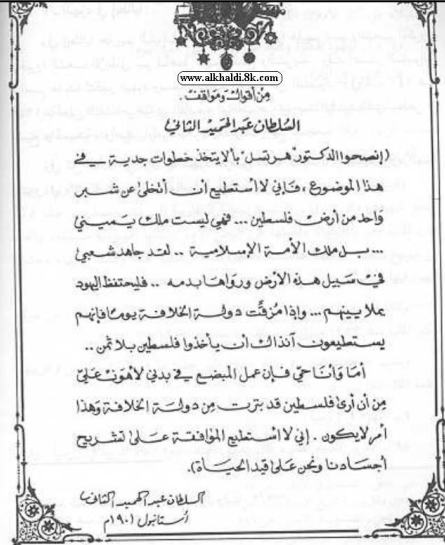 www.alkhaldi.8k.com
من أقوال ومواقف
السلطان عبد الحميد الثاني
(انصحوا الدكتور هرتسل بألا يتخذ خطوات جدية في
هذا الموضوع، فإني لا أستطيع أن أتخلى عن شبر
واحد من أرض فلسطين.. فهي ليست ملك يميني
... بل ملك الأمة الإسلامية .. لقد جاهد شعبي
في سبيل هذه الأرض ورواها بدمه .. فليحتفظ اليهود
بملايينهم ... وإذا مزقت دولة الخلافة يوما فإنهم
يستطيعون آنذاك أن يأخذوا فلسطين بلا ثمن ..
أما وأنا حي فإن عمل المبضع في بدني لأهون علي
من أن أرى فلسطين قد بترت من دولة الخلافة وهذا
أمر لا يكون . إني لا أستطيع الموافقة على تشريح
أجسادنا ونحن على قيد الحياة).
السلطان عبد الحميد الثاني
استانبول ١٩٠١م